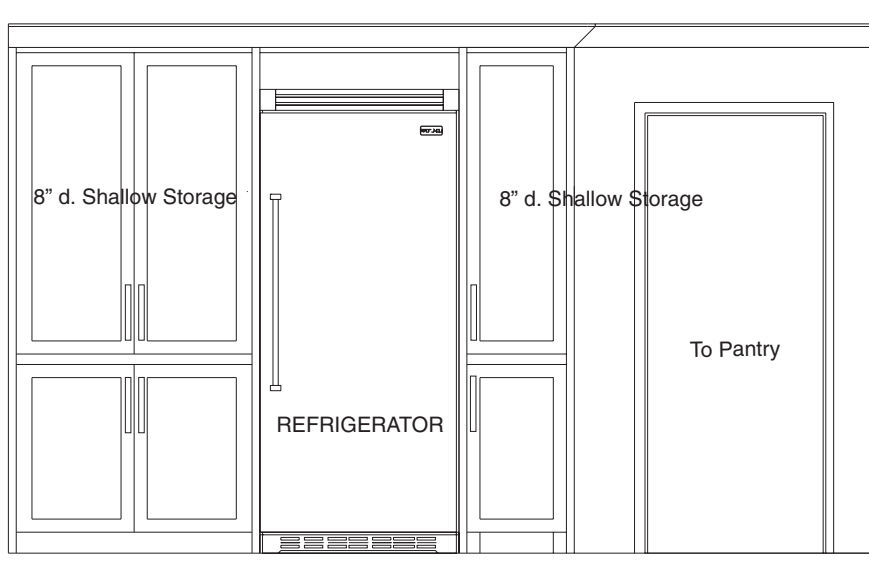 8” d. Shallow Storage
8” d. Shallow Storage
To Pantry
REFRIGERATOR